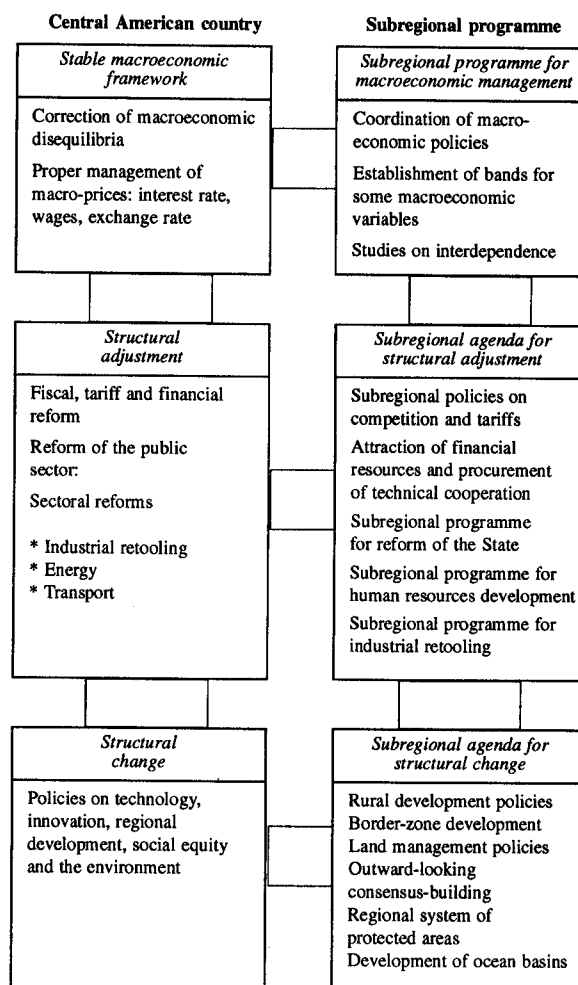 Central American country
Stable macroeconomic
framework
Correction of macroeconomic
disequilibria
Proper management of
macro-prices: interest rate,
wages, exchange rate
Structural
adjustment
Fiscal, tariff and financial
reform
Reform of the public
sector:
Sectoral reforms
* Industrial retooling
* Energy
* Transport
Structural
change
Policies on technology,
innovation, regional
development, social equity
and the environment
Subregional programme
Subregional programme for
macroeconomic management
Coordination of macro-
economic policies
Establishment of bands for
some macroeconomic
variables
Studies on interdependence
Subregional agenda for
structural adjustment
Subregional policies on
competition and tariffs
Attraction of financial
resources and procurement
of technical cooperation
Subregional programme
for reform of the State
Subregional programme for
human resources development
Subregional programme for
industrial retooling
Subregional agenda for
structural change
Rural development policies
Border-zone development
Land management policies
Outward-looking
consensus-building
Regional system of
protected areas
Development of ocean basins